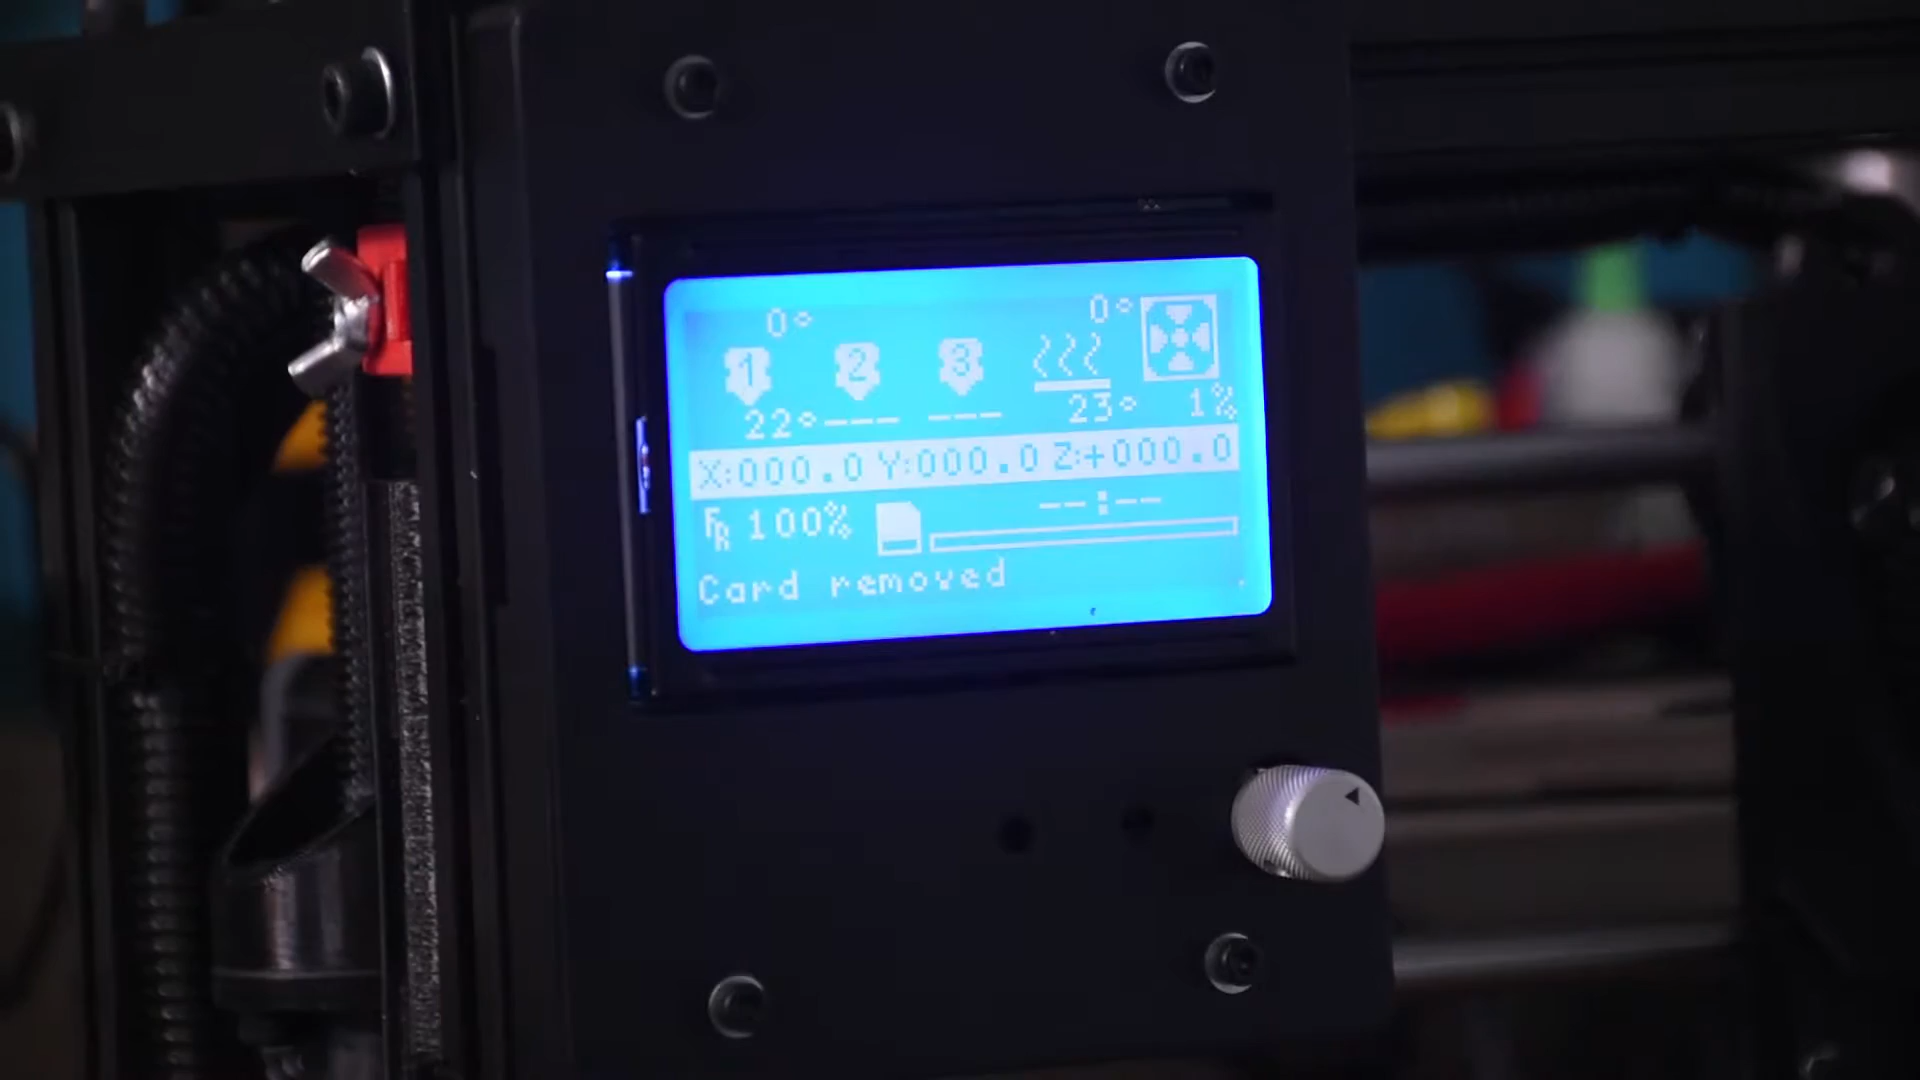 0° 0°
1 2 3
22° --- --- 23° 1%
X:000.0 Y:000.0 Z:+000.0
FR 100% --:--
Card removed